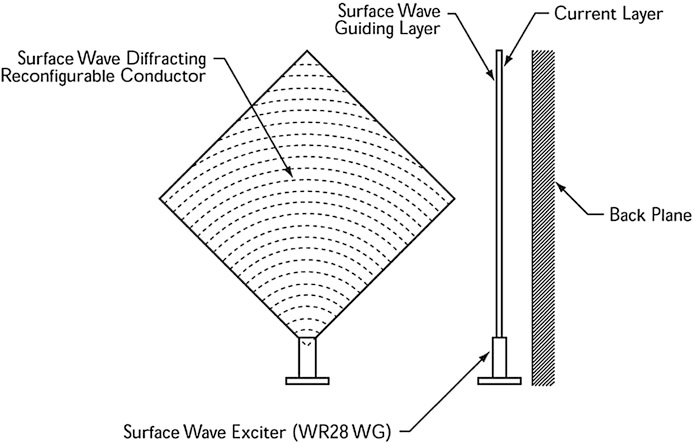 Surface Wave Diffracting
Reconfigurable Conductor
Surface Wave
Guiding Layer
Current Layer
Back Plane
Surface Wave Exciter (WR28 WG)